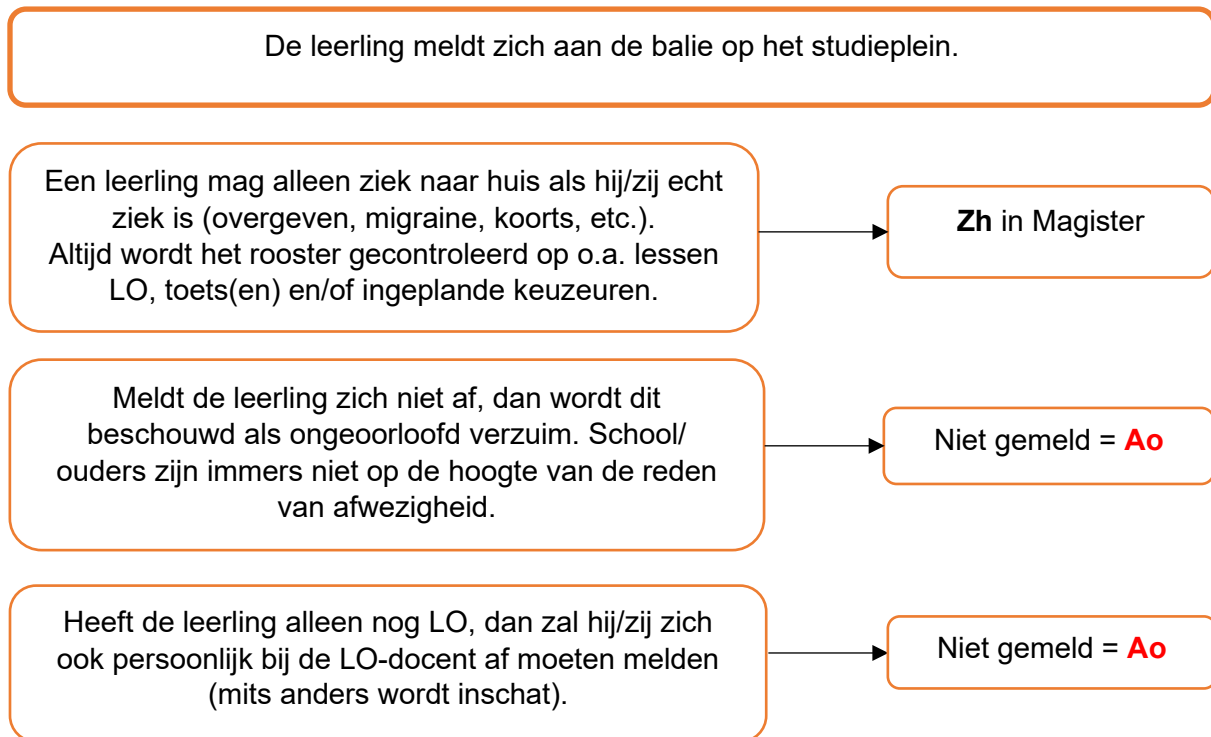 De leerling meldt zich aan de balie op het studieplein.
Een leerling mag alleen ziek naar huis als hij/zij echt
ziek is (overgeven, migraine, koorts, etc.).
Altijd wordt het rooster gecontroleerd op o.a. lessen
LO, toets(en) en/of ingeplande keuzeuren.
Zh in Magister
Meldt de leerling zich niet af, dan wordt dit
beschouwd als ongeoorloofd verzuim. School/
ouders zijn immers niet op de hoogte van de reden
van afwezigheid.
Niet gemeld = Ao
Heeft de leerling alleen nog LO, dan zal hij/zij zich
ook persoonlijk bij de LO-docent af moeten melden
(mits anders wordt inschat).
Niet gemeld = Ao